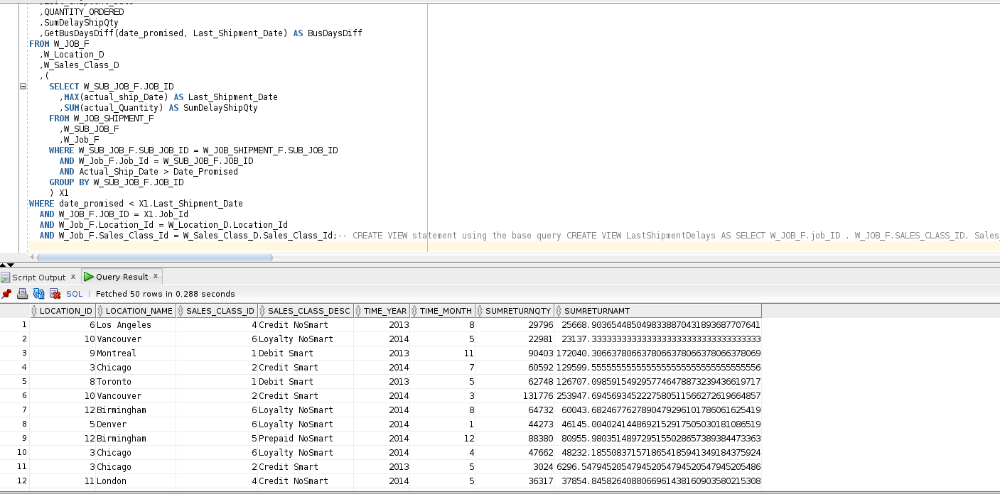 ,Last_Shipment_Date
,QUANTITY_ORDERED
,SumDelayShipQty
,GetBusDaysDiff(date_promised, Last_Shipment_Date) AS BusDaysDiff
FROM W_JOB_F
,W_Location_D
,W_Sales_Class_D
,(
SELECT W_SUB_JOB_F.JOB_ID
,MAX(actual_ship_Date) AS Last_Shipment_Date
,SUM(actual_Quantity) AS SumDelayShipQty
FROM W_JOB_SHIPMENT_F
,W_SUB_JOB_F
,W_Job_F
WHERE W_SUB_JOB_F.SUB_JOB_ID = W_JOB_SHIPMENT_F.SUB_JOB_ID
AND W_Job_F.Job_Id = W_SUB_JOB_F.JOB_ID
AND Actual_Ship_Date > Date_Promised
GROUP BY W_SUB_JOB_F.JOB_ID
) X1
WHERE date_promised < X1.Last_Shipment_Date
AND W_JOB_F.JOB_ID = X1.Job_Id
AND W_Job_F.Location_Id = W_Location_D.Location_Id
AND W_Job_F.Sales_Class_Id = W_Sales_Class_D.Sales_Class_Id;-- CREATE VIEW statement using the base query CREATE VIEW LastShipmentDelays AS SELECT W_JOB_F.job_ID , W_JOB_F.SALES_CLASS_ID, Sales_
Script Output x Query Result x
SQL | Fetched 50 rows in 0.288 seconds
LOCATION_ID LOCATION_NAME SALES_CLASS_ID SALES_CLASS_DESC TIME_YEAR TIME_MONTH SUMRETURNQTY SUMRETURNAMT
1 6 Los Angeles 4 Credit NoSmart 2013 8 29796 25668.9036544850498338870431893687707641
2 10 Vancouver 6 Loyalty NoSmart 2014 5 22981 23137.3333333333333333333333333333333333
3 9 Montreal 1 Debit Smart 2013 11 90403 172040.306637806637806637806637806637 8069
4 3 Chicago 2 Credit Smart 2014 7 60592 129599.555555555555555555555555555555556
5 8 Toronto 1 Debit Smart 2014 5 62748 126707.0985915492957746478873239436619717
6 10 Vancouver 2 Credit Smart 2014 3 131776 253947.694569345222758051156627261966 4857
7 12 Birmingham 6 Loyalty NoSmart 2014 8 64732 60043.6824677627890479296101786061625419
8 5 Denver 6 Loyalty NoSmart 2014 1 44273 46145.0040241448692152917505030181086519
9 12 Birmingham 5 Prepaid NoSmart 2014 12 88380 80955.9803514897295155028657389384473363
10 3 Chicago 6 Loyalty NoSmart 2014 4 47662 48232.1855083715718654185941349184375924
11 3 Chicago 2 Credit Smart 2013 5 3024 6296.54794520547945205479452054794520 5486
12 11 London 4 Credit NoSmart 2014 5 36317 37854.8458264088066961438160903580215308